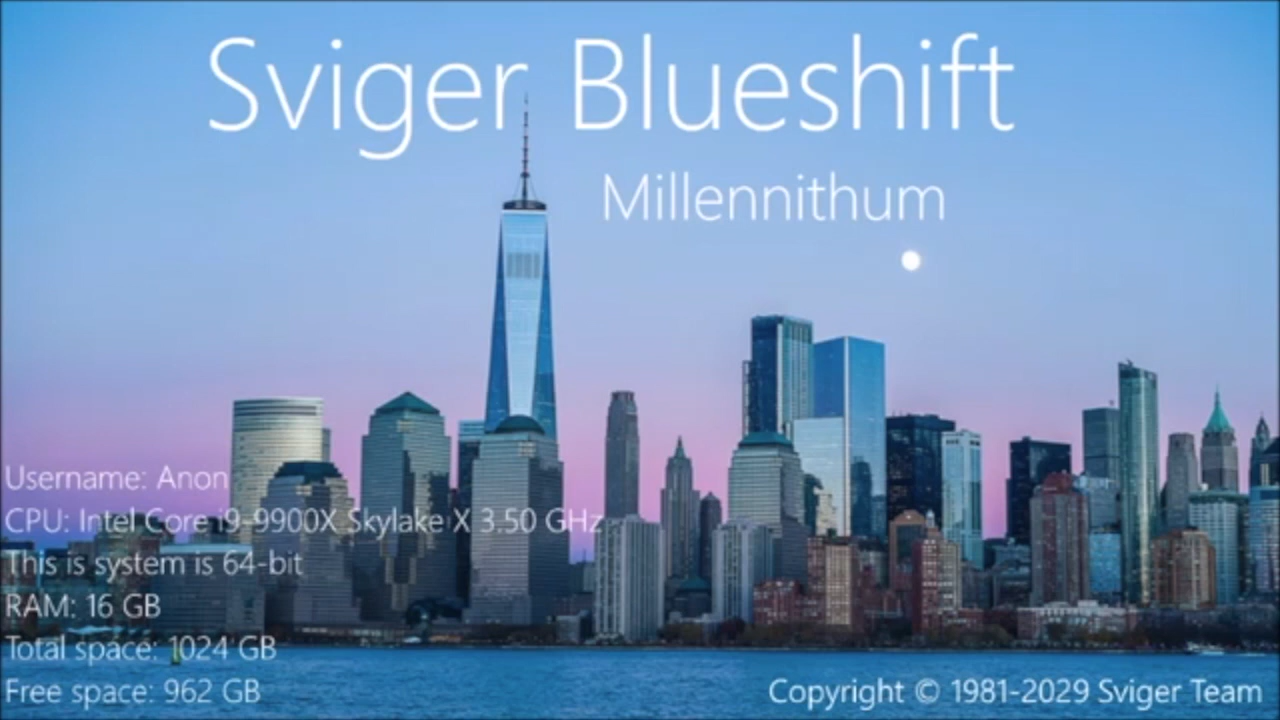 Sviger Blueshift
Millennithum
Username: Anon
CPU: Intel Core i9-9900X Skylake X 3.50 GHz
This is system is 64-bit
RAM: 16 GB
Total space: 1024 GB
Free space: 962 GB
Copyright © 1981-2029 Sviger Team